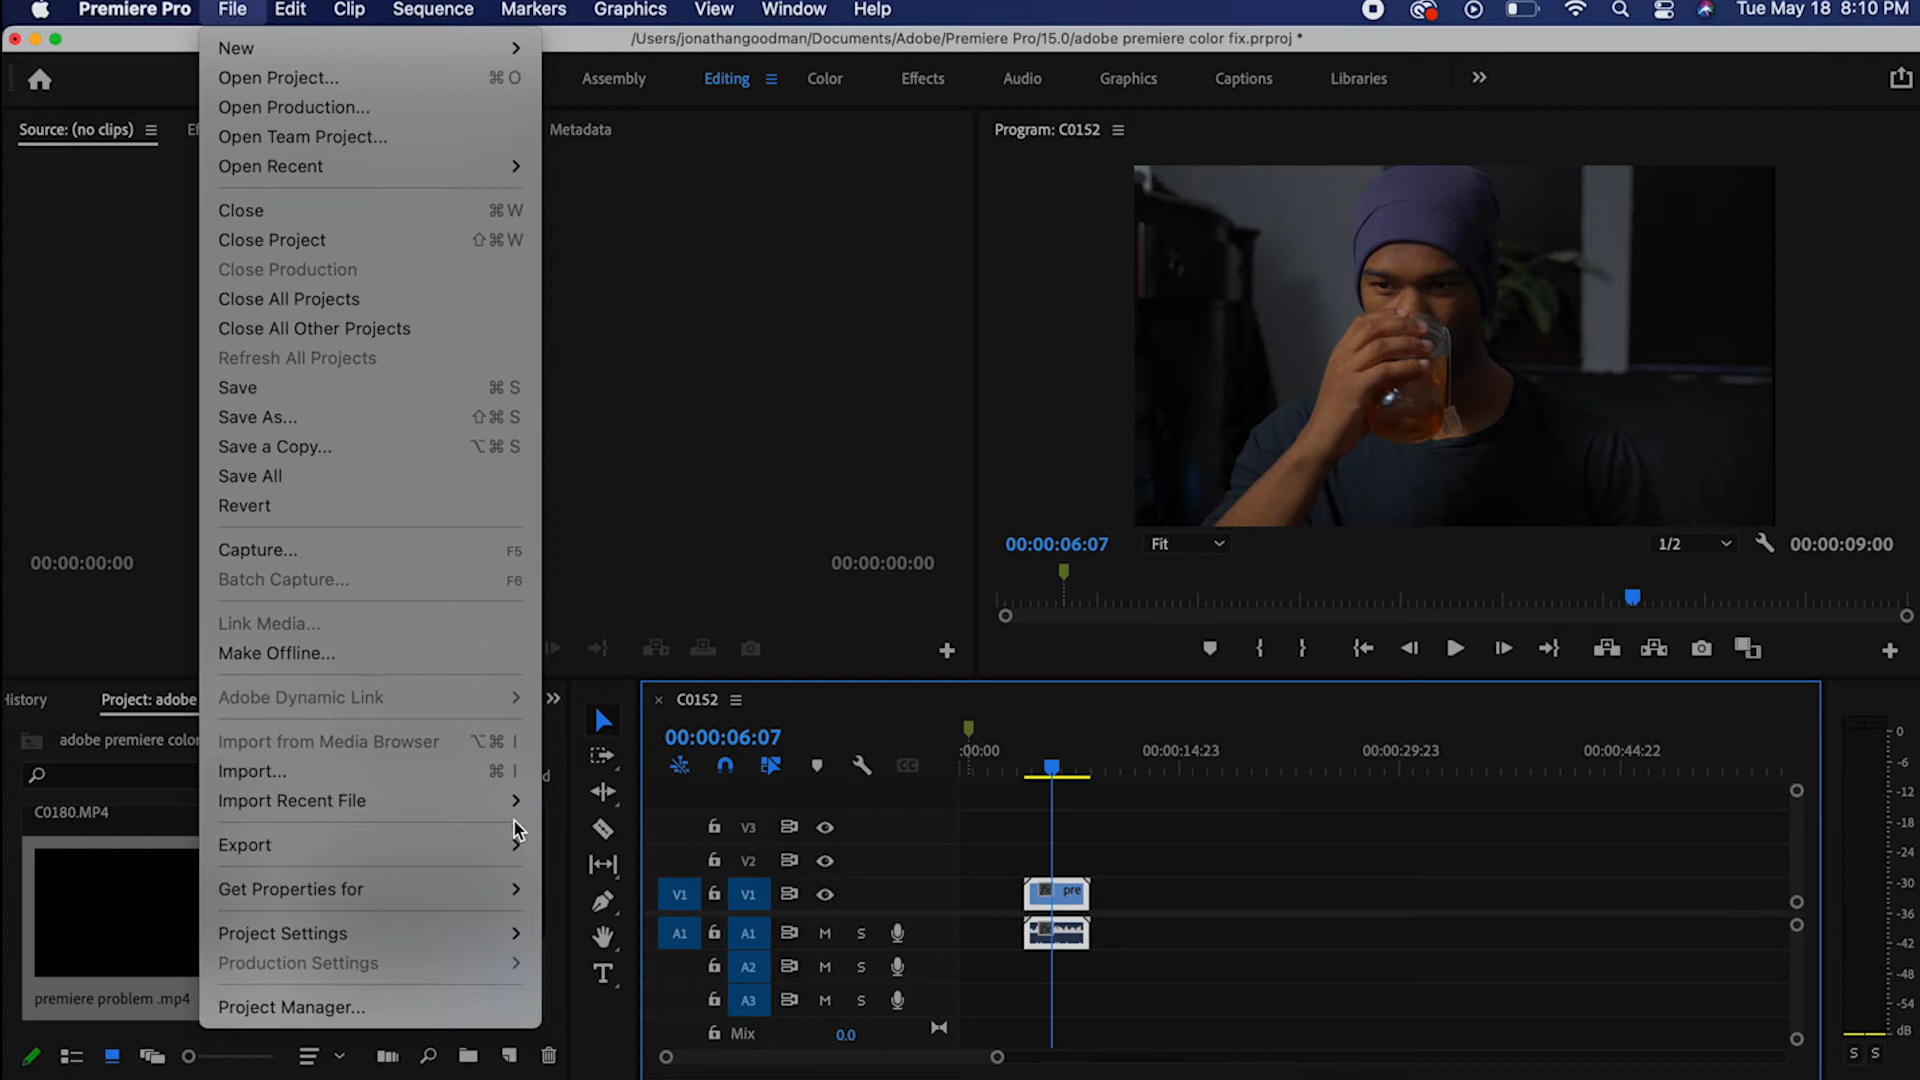 Premiere Pro File Edit Clip Sequence Markers Graphics View Window Help Tue May 18 8:10 PM
/Users/jonathangoodman/Documents/Adobe/Premiere Pro/15.0/adobe premiere color fix.prproj *
Assembly Editing Color Effects Audio Graphics Captions Libraries
Source: (no clips) Metadata Program: C0152
New
Open Project... ⌘ O
Open Production...
Open Team Project...
Open Recent
Close ⌘ W
Close Project ⇧⌘ W
Close Production
Close All Projects
Close All Other Projects
Refresh All Projects
Save ⌘ S
Save As... ⇧⌘ S
Save a Copy... ⌥⌘ S
Save All
Revert
Capture... F5
Batch Capture... F6
Link Media...
Make Offline...
Adobe Dynamic Link
Import from Media Browser ⌥⌘ I
Import... ⌘ I
Import Recent File
Export
Get Properties for
Project Settings
Production Settings
Project Manager...
00:00:00:00 00:00:00:00
00:00:06:07 Fit 1/2 00:00:09:00
History Project: adobe
adobe premiere color
C0180.MP4
premiere problem .mp4
C0152
00:00:06:07
:00:00 00:00:14:23 00:00:29:23 00:00:44:22
V3
V2
V1 V1 pre
A1 A1 M S
A2 M S
A3 M S
Mix 0.0
0
-6
-12
-18
-24
-30
-36
-42
-48
-54
dB
S S